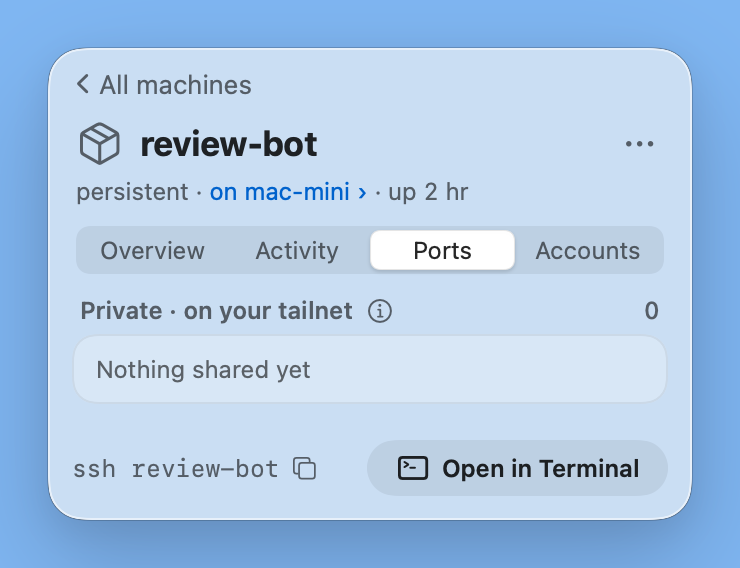 All machines
review-bot
persistent · on mac-mini › · up 2 hr
Overview Activity Ports Accounts
Private · on your tailnet 0
Nothing shared yet
ssh review-bot Open in Terminal